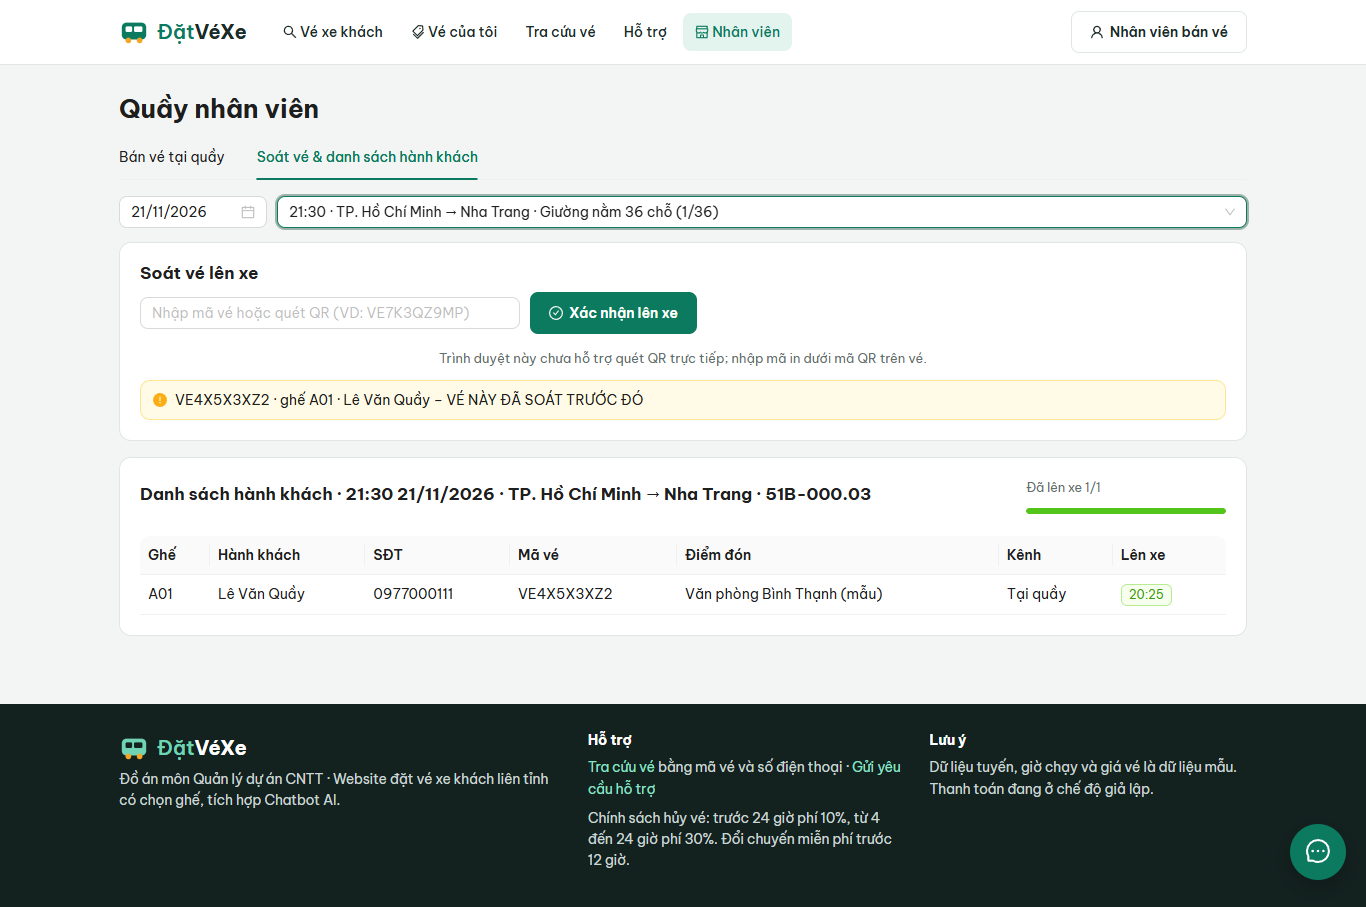 ĐặtVéXe
Vé xe khách
Vé của tôi
Tra cứu vé
Hỗ trợ
Nhân viên
Nhân viên bán vé
Quầy nhân viên
Bán vé tại quầy
Soát vé & danh sách hành khách
21/11/2026
21:30 · TP. Hồ Chí Minh → Nha Trang · Giường nằm 36 chỗ (1/36)
Soát vé lên xe
Nhập mã vé hoặc quét QR (VD: VE7K3QZ9MP)
Xác nhận lên xe
Trình duyệt này chưa hỗ trợ quét QR trực tiếp; nhập mã in dưới mã QR trên vé.
VE4X5X3XZ2 · ghế A01 · Lê Văn Quầy – VÉ NÀY ĐÃ SOÁT TRƯỚC ĐÓ
Danh sách hành khách · 21:30 21/11/2026 · TP. Hồ Chí Minh → Nha Trang · 51B-000.03
Đã lên xe 1/1
Ghế Hành khách SĐT Mã vé Điểm đón Kênh Lên xe
A01 Lê Văn Quầy 0977000111 VE4X5X3XZ2 Văn phòng Bình Thạnh (mẫu) Tại quầy 20:25
ĐặtVéXe
Đồ án môn Quản lý dự án CNTT · Website đặt vé xe khách liên tỉnh
có chọn ghế, tích hợp Chatbot AI.
Hỗ trợ
Tra cứu vé bằng mã vé và số điện thoại · Gửi yêu
cầu hỗ trợ
Chính sách hủy vé: trước 24 giờ phí 10%, từ 4
đến 24 giờ phí 30%. Đổi chuyến miễn phí trước
12 giờ.
Lưu ý
Dữ liệu tuyến, giờ chạy và giá vé là dữ liệu mẫu.
Thanh toán đang ở chế độ giả lập.